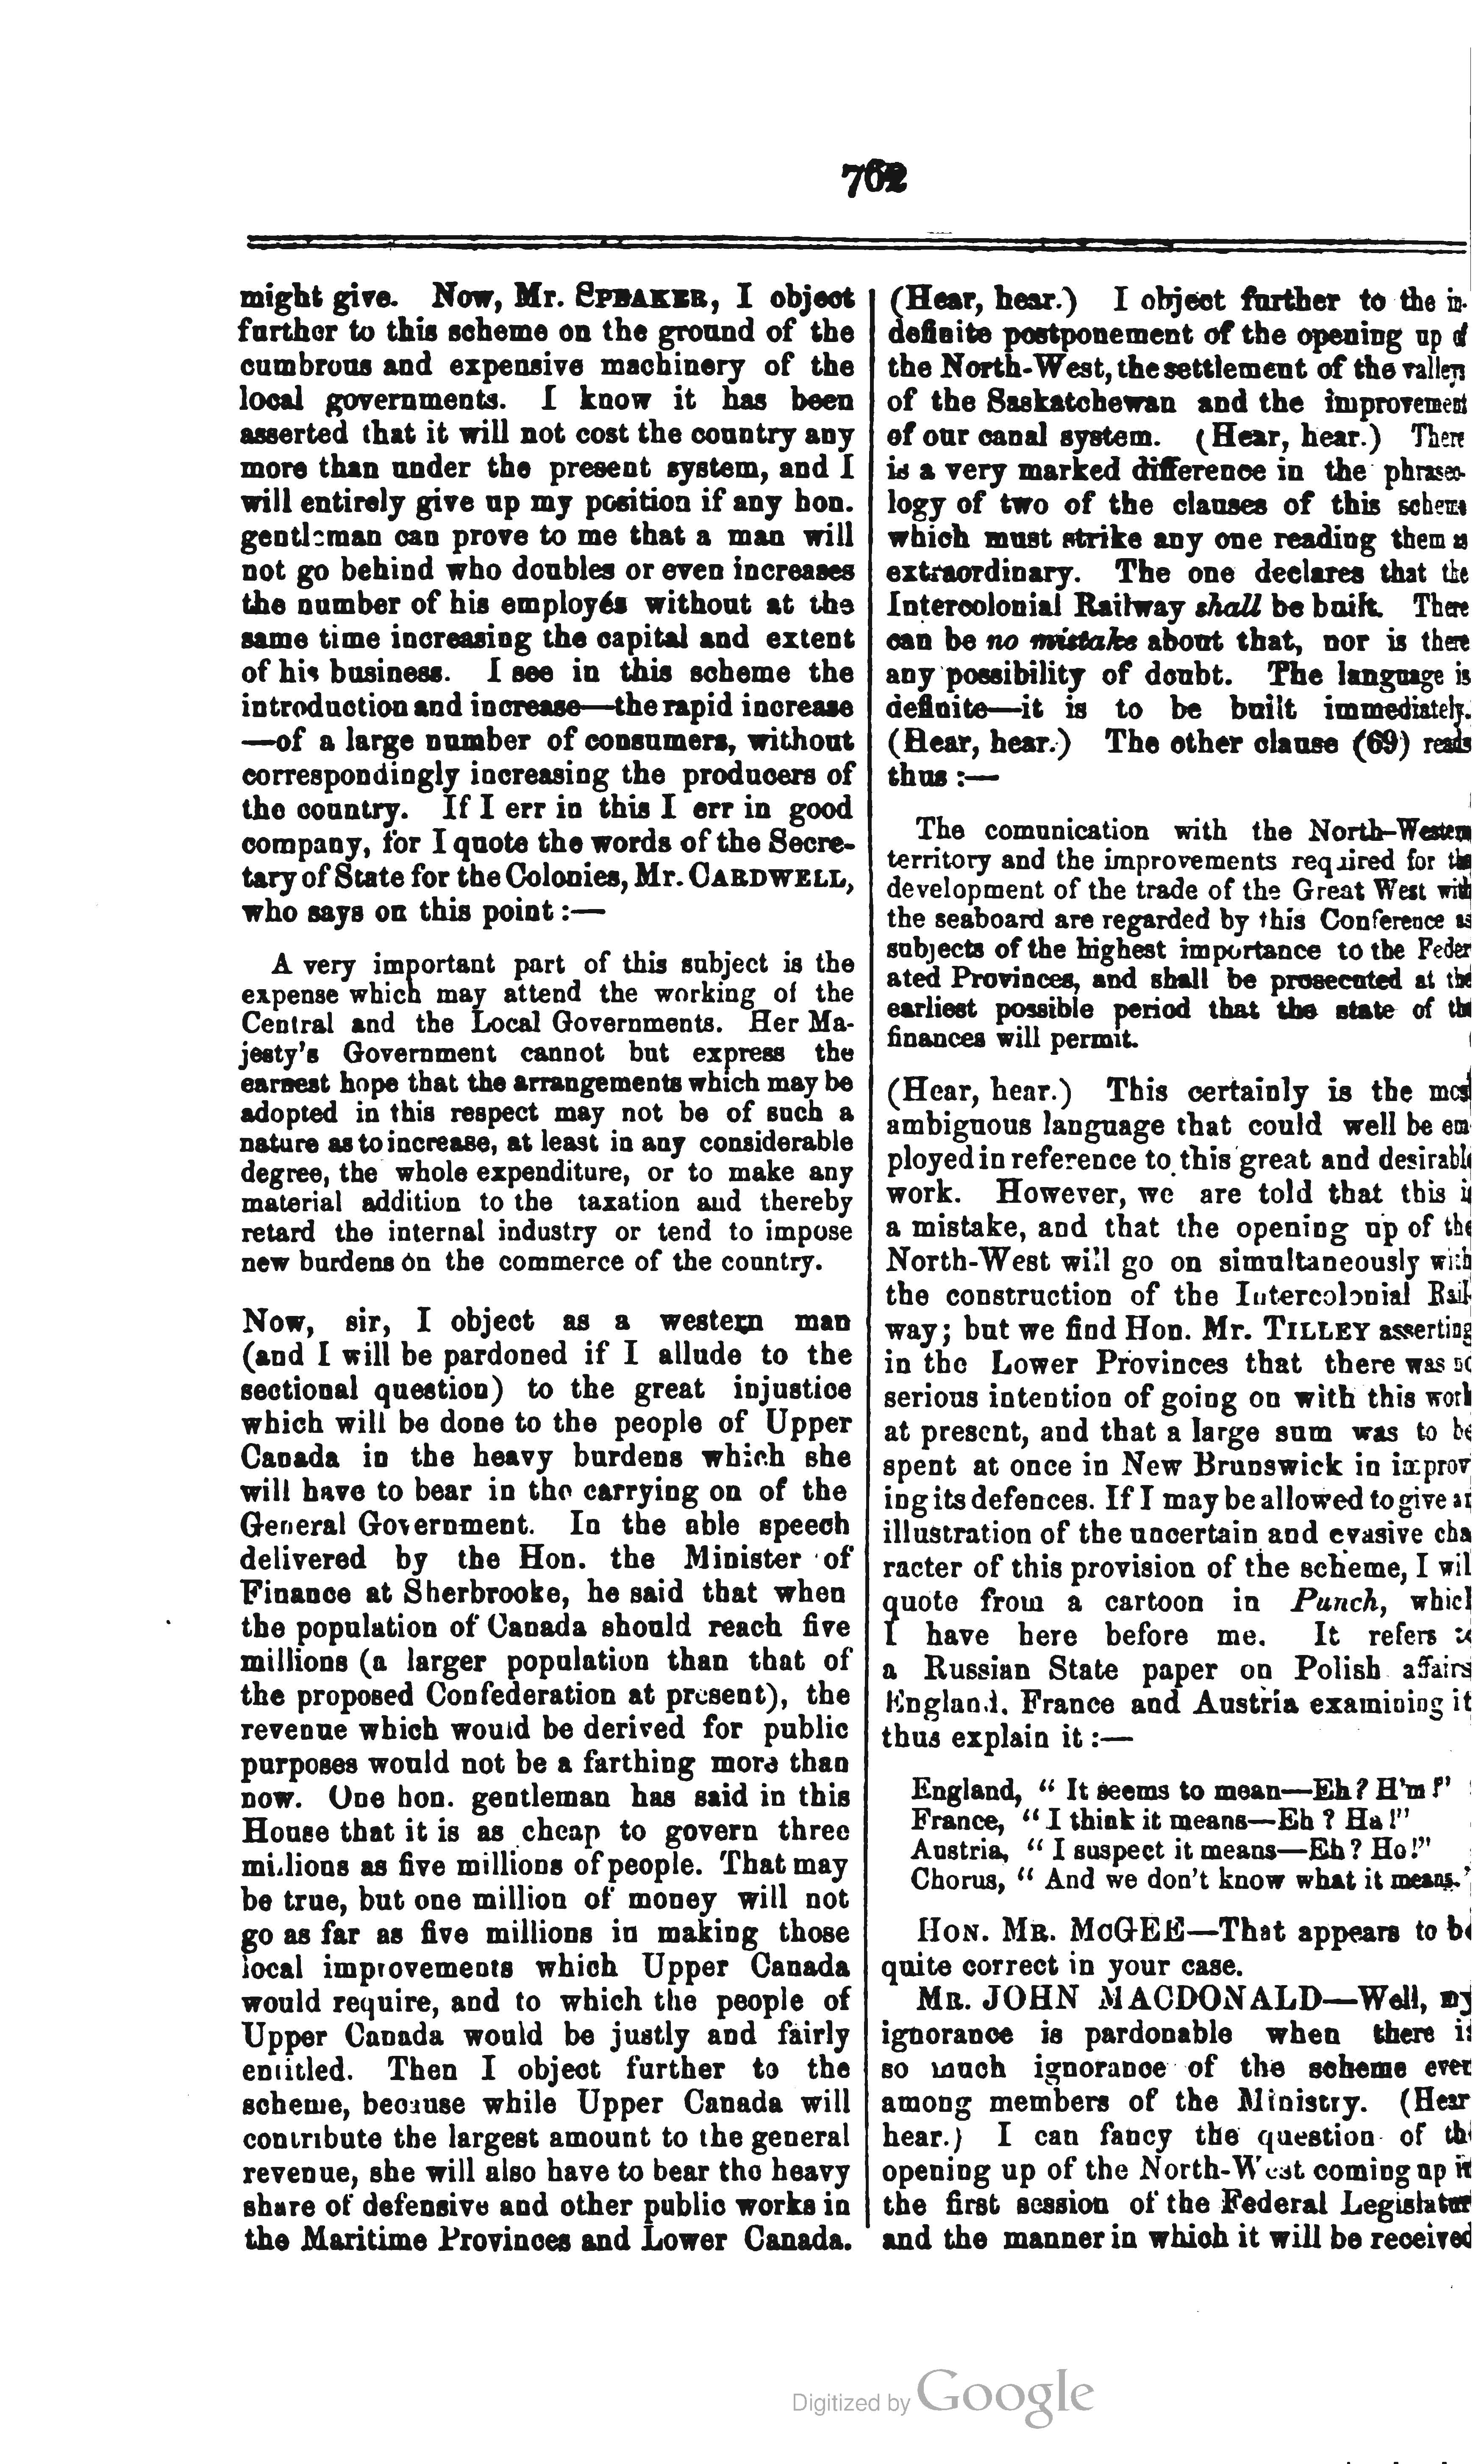 762
might give. Now, Mr. SPEAKER, I object
further to this scheme on the ground of the
cumbrous and expensive machinery of the
local governments. I know it has been
asserted that it will not cost the country any
more than under the present system, and I
will entirely give up my position if any hon.
gentleman can prove to me that a man will
not go behind who doubles or even increases
the number of his employés without at the
same time increasing the capital and extent
of his business. I see in this scheme the
introduction and increase—the rapid increase
—of a large number of consumers, without
correspondingly increasing the producers of
the country. If I err in this I err in good
company, for I quote the words of the Secre-
tary of State for the Colonies, Mr. CARDWELL,
who says on this point :—
A very important part of this subject is the
expense which may attend the working of the
Central and the Local Governments. Her Ma-
jesty's Government cannot but express the
earnest hope that the arrangements which may be
adopted in this respect may not be of such a
nature as to increase, at least in any considerable
degree, the whole expenditure, or to make any
material addition to the taxation and thereby
retard the internal industry or tend to impose
new burdens on the commerce of the country.
Now, sir, I object as a western man
(and I will be pardoned if I allude to the
sectional question) to the great injustice
which will be done to the people of Upper
Canada in the heavy burdens which she
will have to bear in the carrying on of the
General Government. In the able speech
delivered by the Hon. the Minister of
Finance at Sherbrooke, he said that when
the population of Canada should reach five
millions (a larger population than that of
the proposed Confederation at present), the
revenue which would be derived for public
purposes would not be a farthing more than
now. One hon. gentleman has said in this
House that it is as cheap to govern three
millions as five millions of people. That may
be true, but one million of money will not
go as far as five millions in making those
local improvements which Upper Canada
would require, and to which the people of
Upper Canada would be justly and fairly
entitled. Then I object further to the
scheme, because while Upper Canada will
contribute the largest amount to the general
revenue, she will also have to bear the heavy
share of defensive and other public works in
the Maritime Provinces and Lower Canada.
(Hear, hear.) I object further to the in-
definite postponement of the opening up of
the North-West, the settlement of the valleys
of the Saskatchewan and the improvement
of our canal system. (Hear, hear.) There
is a very marked difference in the phraseo-
logy of two of the clauses of this scheme
which must strike any one reading them as
extraordinary. The one declares that the
Intercolonial Railway shall be built. There
can be no mistake about that, nor is there
any possibility of doubt. The language is
definite—it is to be built immediately.
(Hear, hear.) The other clause (69) reads
thus :—
The comunication with the North-Western
territory and the improvements required for the
development of the trade of the Great West with
the seaboard are regarded by this Conference as
subjects of the highest importance to the Feder
ated Provinces, and shall be prosecuted at the
earliest possible period that the state of the
finances will permit.
(Hear, hear.) This certainly is the most
ambiguous language that could well be em
ployed in reference to this great and desirable
work. However, we are told that this is
a mistake, and that the opening up of the
North-West will go on simultaneously with
the construction of the Intercolonial Rail
way; but we find Hon. Mr. TILLEY asserting
in the Lower Provinces that there was no
serious intention of going on with this work
at present, and that a large sum was to be
spent at once in New Brunswick in improv
ing its defences. If I may be allowed to give an
illustration of the uncertain and evasive cha
racter of this provision of the scheme, I will
quote from a cartoon in Punch, which
I have here before me. It refers to
a Russian State paper on Polish affairs
England, France and Austria examining it
thus explain it :—
England, " It seems to mean—Eh? H'm!"
France, " I think it means—Eh ? Ha!"
Austria, " I suspect it means—Eh? Ho!"
Chorus, " And we don't know what it means."
HON. MR. MCGEE—That appears to be
quite correct in your case.
MR. JOHN MACDONALD—Well, my
ignorance is pardonable when there is
so much ignorance of the scheme even
among members of the Ministry. (Hear
hear.) I can fancy the question of the
opening up of the North-West coming up in
the first session of the Federal Legislature
and the manner in which it will be received
Digitized by Google